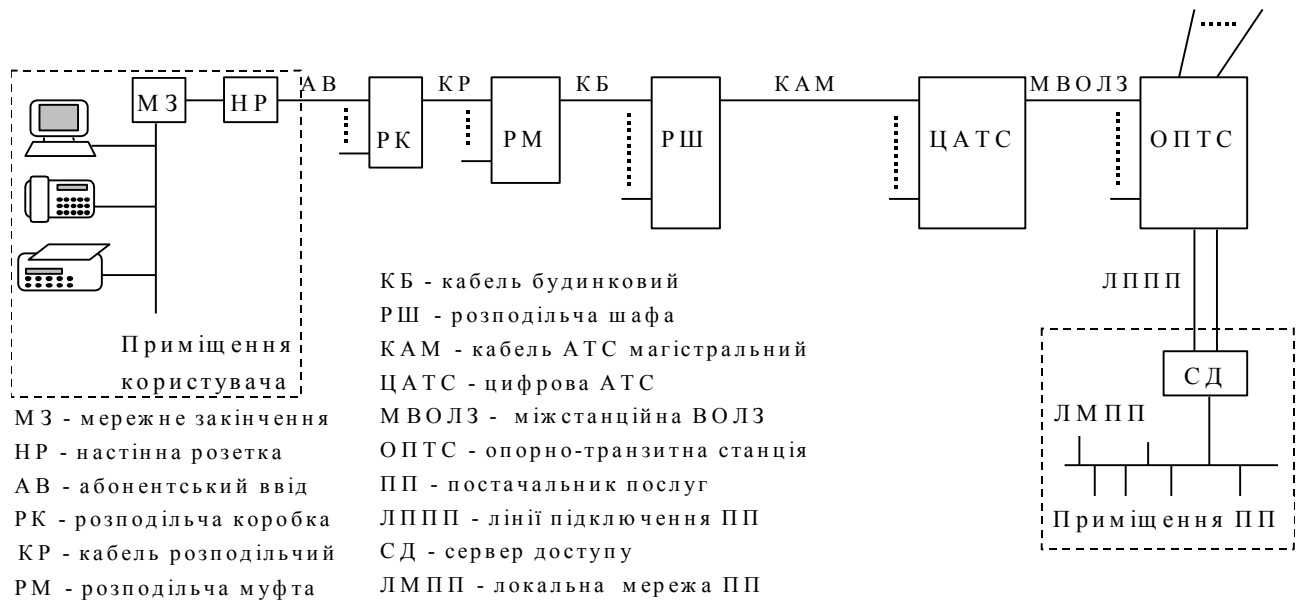 АВ
КР
КБ
КАМ
МВОЛЗ
МЗ
НР
РК
РМ
РШ
ЦАТС
ОПТС
ЛППП
Приміщення
користувача
МЗ - мережне закінчення
НР - настінна розетка
АВ - абонентський ввід
РК - розподільча коробка
КР - кабель розподільчий
РМ - розподільча муфта
КБ - кабель будинковий
РШ - розподільча шафа
КАМ - кабель АТС магістральний
ЦАТС - цифрова АТС
МВОЛЗ - міжстанційна ВОЛЗ
ОПТС - опорно-транзитна станція
ПП - постачальник послуг
ЛППП - лінії підключення ПП
СД - сервер доступу
ЛМПП - локальна мережа ПП
СД
ЛМПП
Приміщення ПП